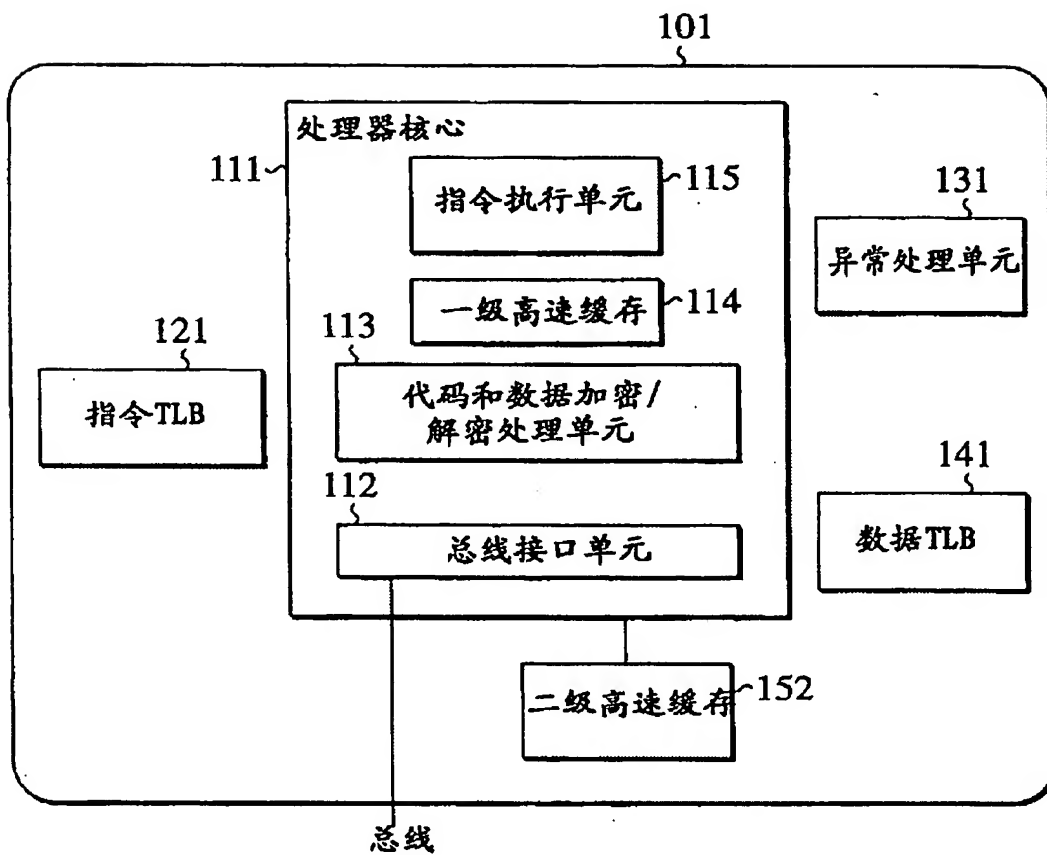 101
处理器核心
111
指令执行单元
115
131
异常处理单元
一级高速缓存
114
113
121
代码和数据加密/
解密处理单元
指令TLB
112
141
总线接口单元
数据TLB
二级高速缓存
152
总线